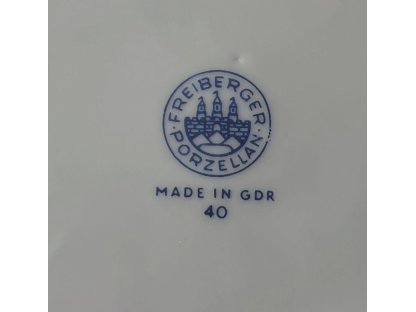 · FREIBERGER ·
PORZELLAN
MADE IN GDR
40